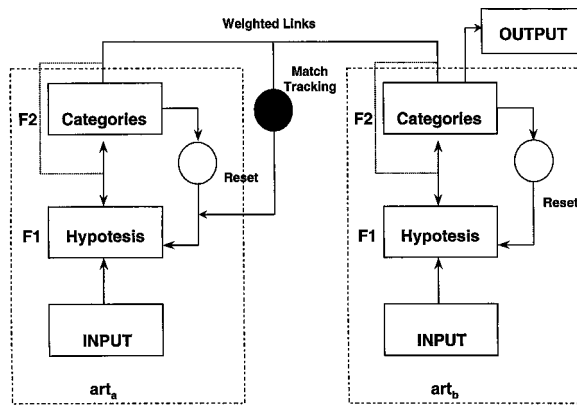 Weighted Links
OUTPUT
Match
Tracking
F2
Categories
Reset
F1
Hypotesis
INPUT
art_a
F2
Categories
Reset
F1
Hypotesis
INPUT
art_b